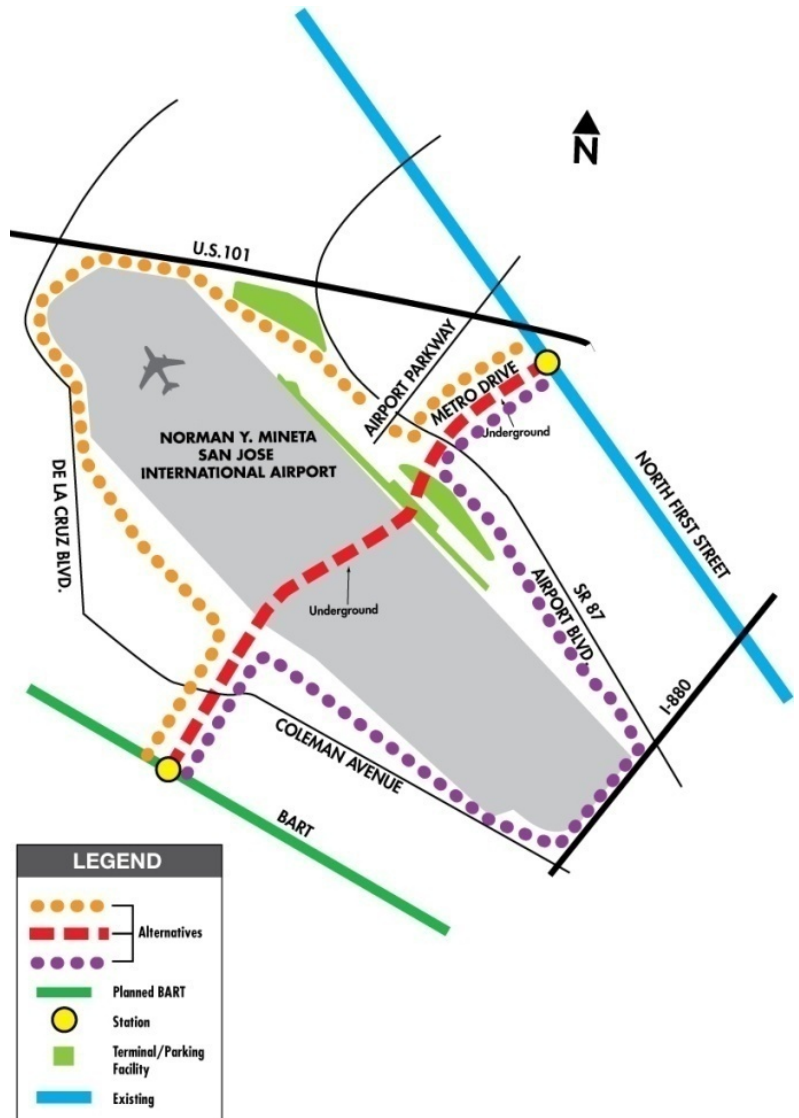 N
U.S.101
AIRPORT PARKWAY
METRO DRIVE
Underground
NORMAN Y. MINETA
SAN JOSE
INTERNATIONAL AIRPORT
DE LA CRUZ BLVD.
NORTH FIRST STREET
SR 87
AIRPORT BLVD.
Underground
I-880
COLEMAN AVENUE
BART
LEGEND
Alternatives
Planned BART
Station
Terminal/Parking
Facility
Existing